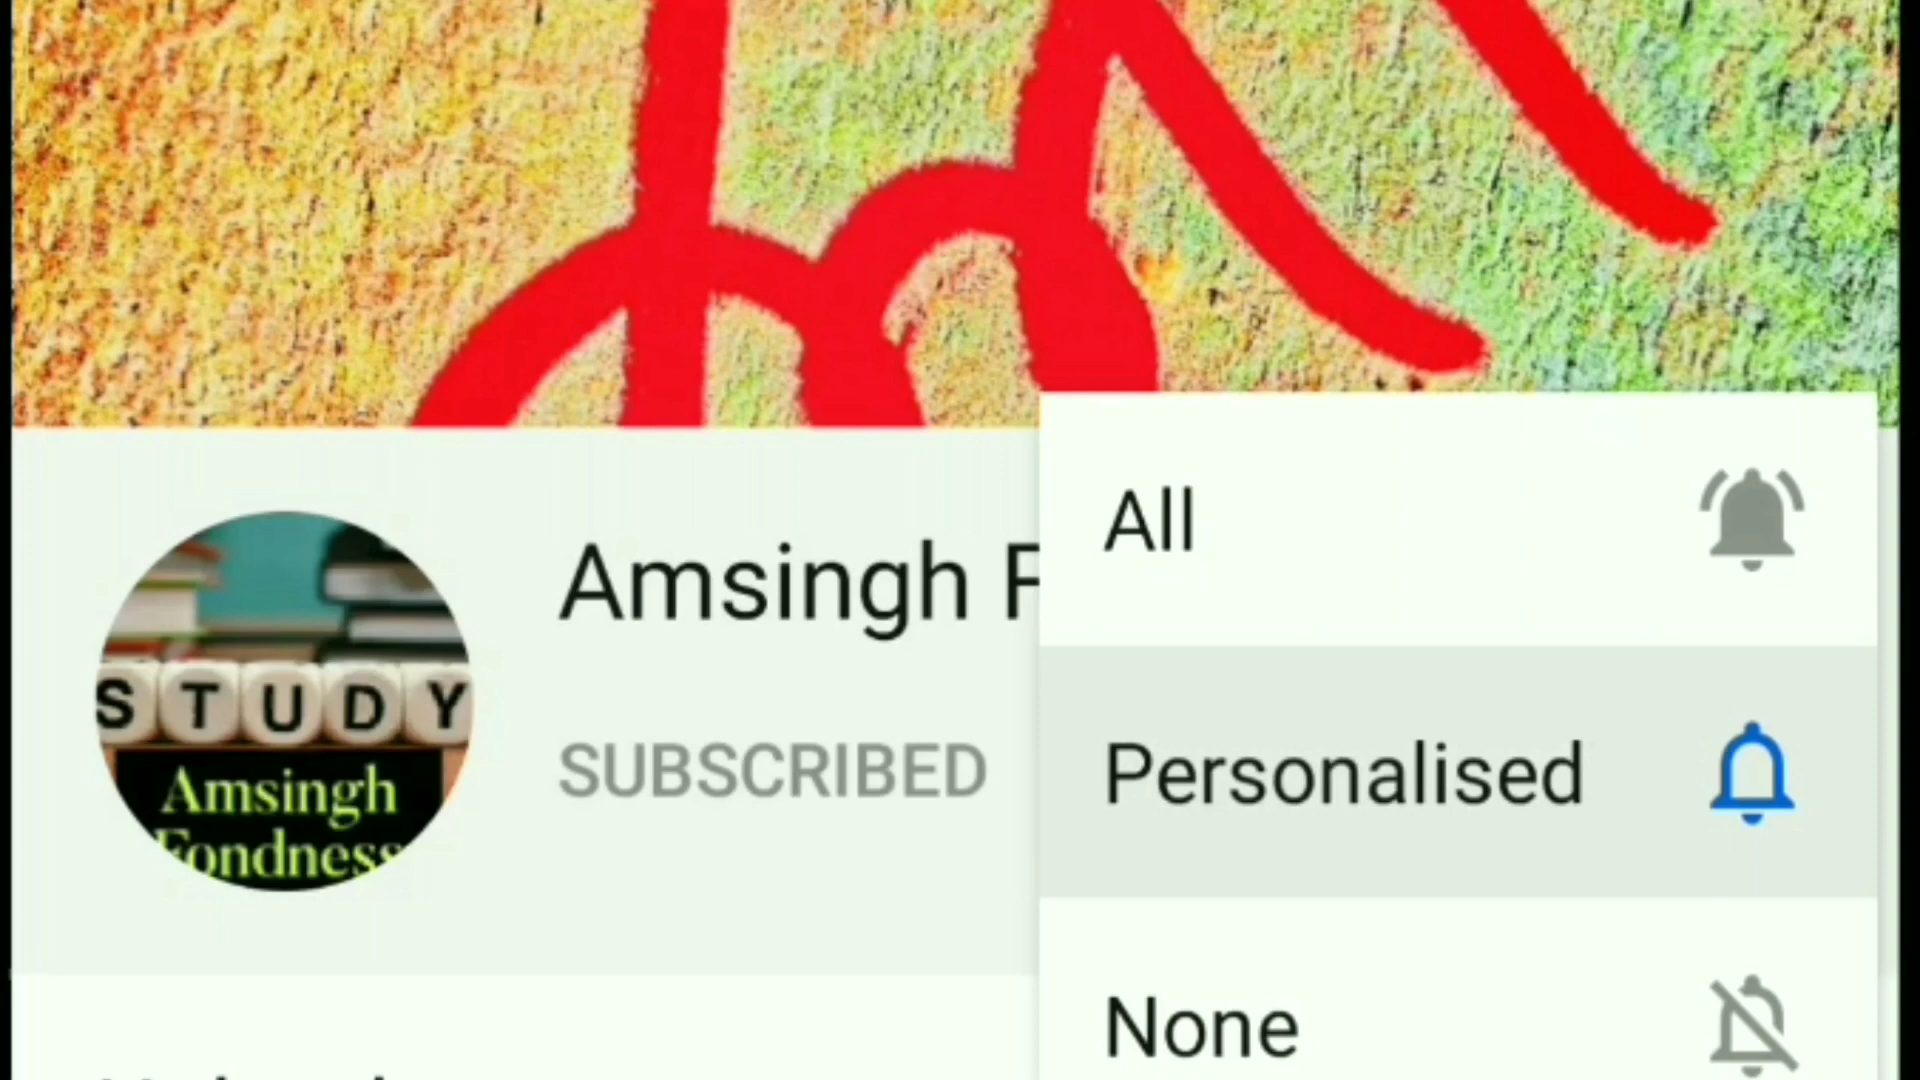 Amsingh F
SUBSCRIBED
STUDY
Amsingh
Fondness
All
Personalised
None